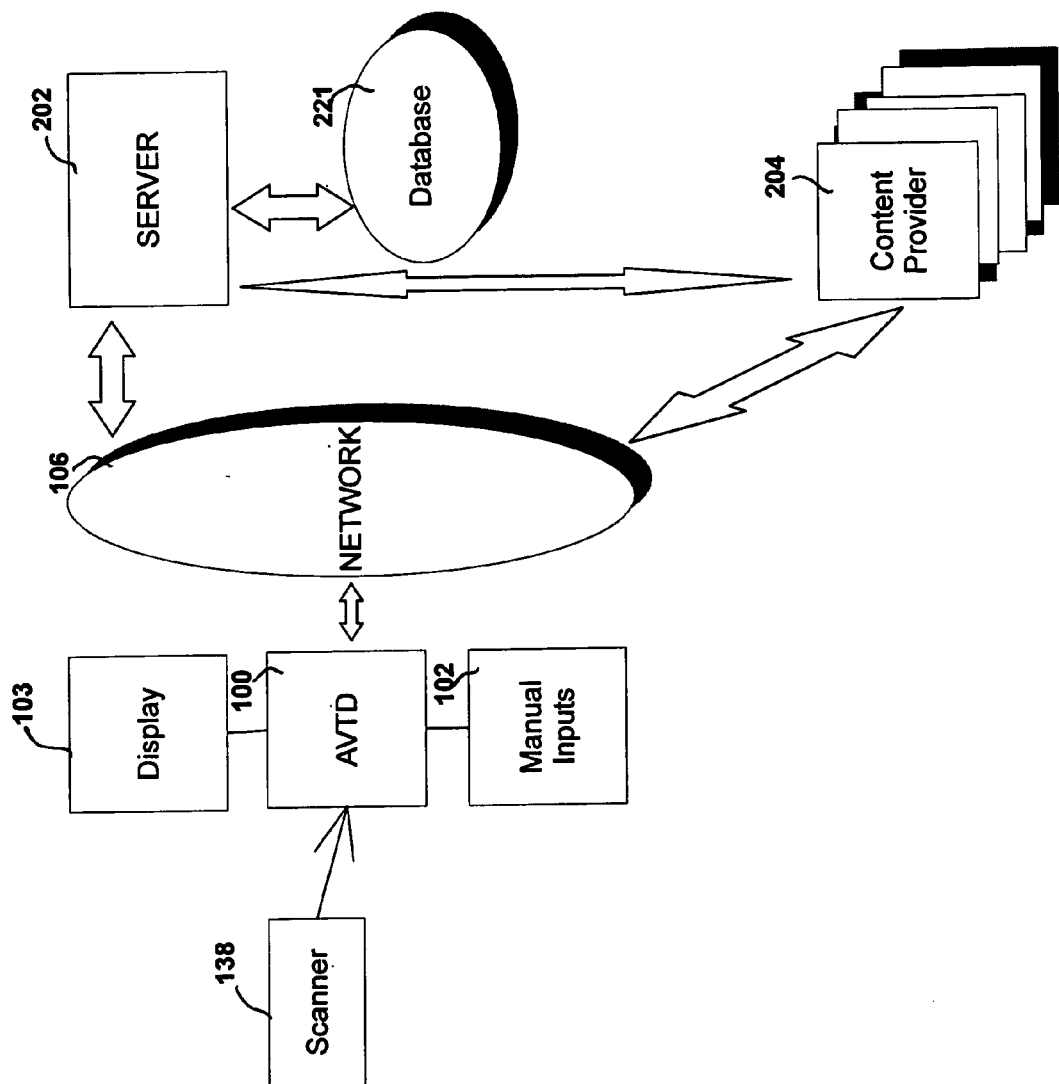 138
Scanner
103
Display
100
AVTD
102
Manual
Inputs
106
NETWORK
202
SERVER
221
Database
204
Content
Provider